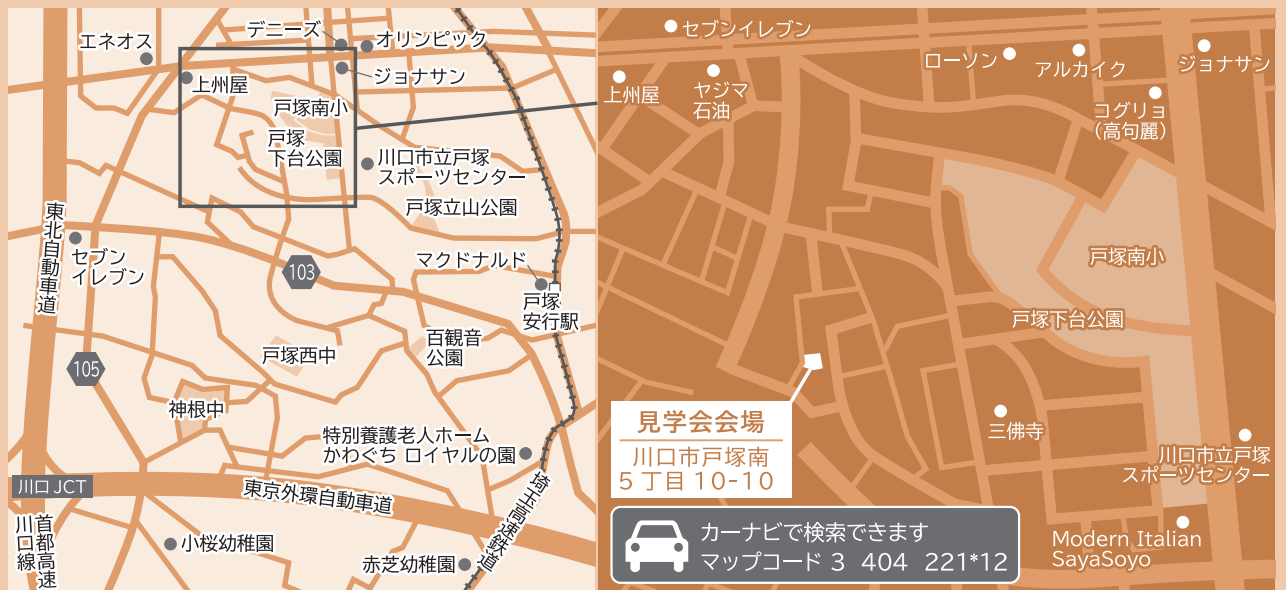 デニーズ
エネオス
オリンピック
ジョナサン
上州屋
戸塚南小
戸塚
下台公園
川口市立戸塚
スポーツセンター
戸塚立山公園
東北自動車道
セブン
イレブン
103
マクドナルド
戸塚
安行駅
百観音
公園
戸塚西中
105
神根中
特別養護老人ホーム
かわぐち ロイヤルの園
川口JCT
東京外環自動車道
埼玉高速鉄道
首都高速
川口線
小桜幼稚園
赤芝幼稚園
セブンイレブン
ローソン
アルカイク
ジョナサン
上州屋
ヤジマ
石油
コグリョ
(高句麗)
戸塚南小
戸塚下台公園
見学会会場
川口市戸塚南
5丁目10-10
三佛寺
川口市立戸塚
スポーツセンター
Modern Italian
SayaSoyo
カーナビで検索できます
マップコード 3 404 221*12